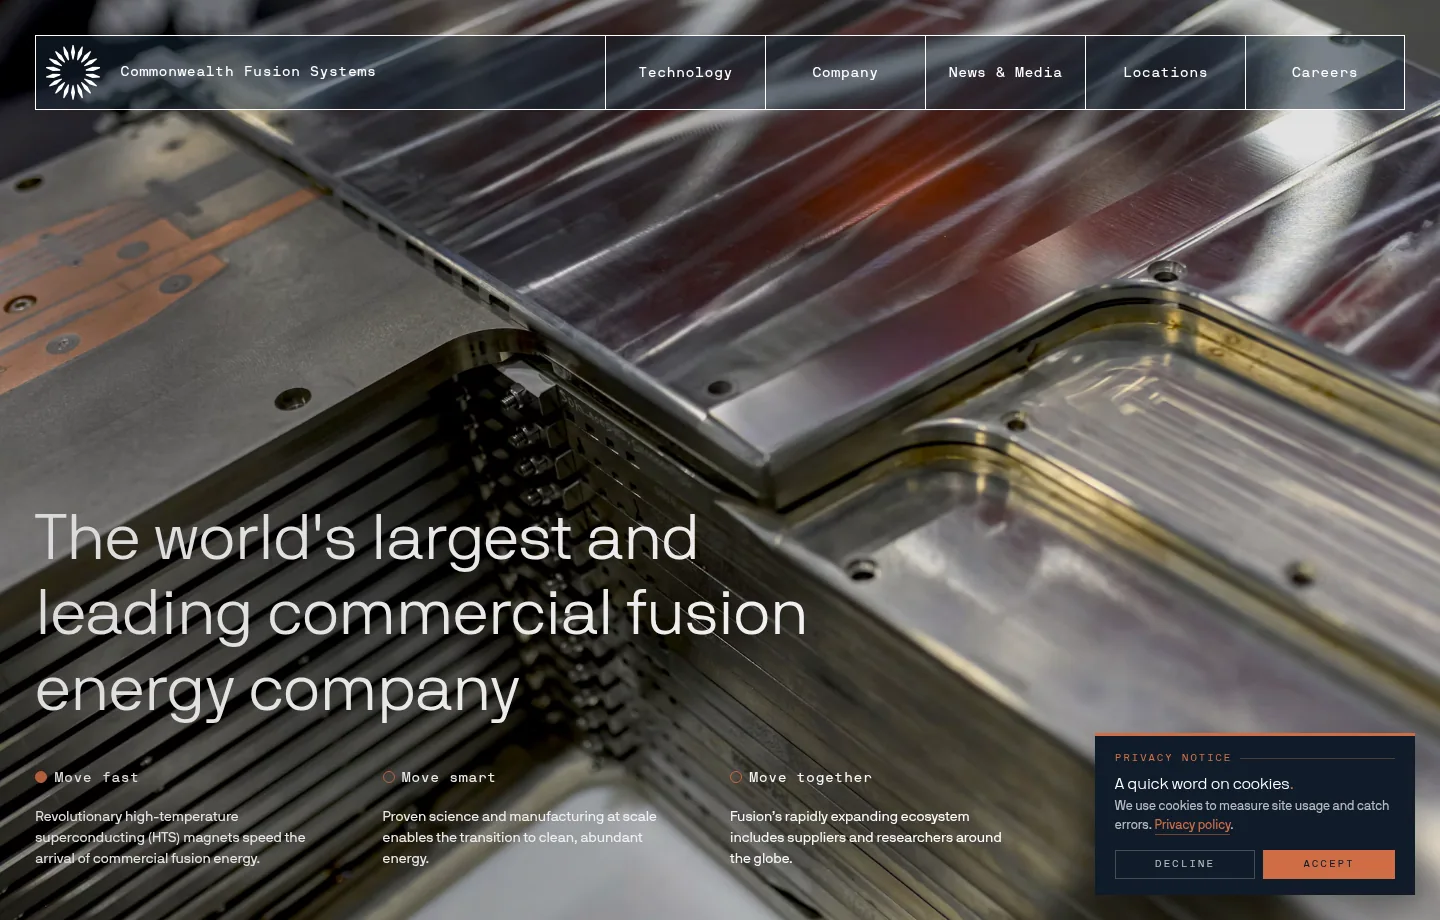 Commonwealth Fusion Systems
Technology
Company
News & Media
Locations
Careers
The world's largest and
leading commercial fusion
energy company
Move fast
Revolutionary high-temperature
superconducting (HTS) magnets speed the
arrival of commercial fusion energy.
Move smart
Proven science and manufacturing at scale
enables the transition to clean, abundant
energy.
Move together
Fusion's rapidly expanding ecosystem
includes suppliers and researchers around
the globe.
PRIVACY NOTICE
A quick word on cookies.
We use cookies to measure site usage and catch
errors. Privacy policy.
DECLINE
ACCEPT